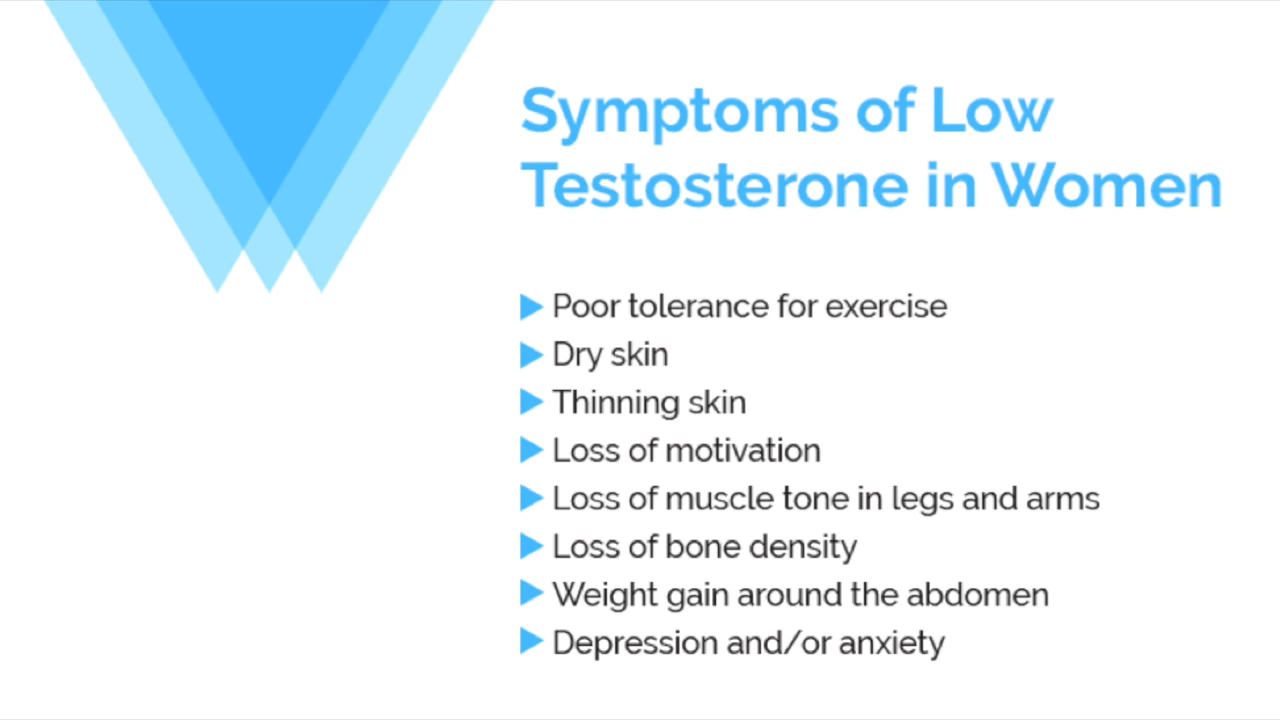 Symptoms of Low
Testosterone in Women
Poor tolerance for exercise
Dry skin
Thinning skin
Loss of motivation
Loss of muscle tone in legs and arms
Loss of bone density
Weight gain around the abdomen
Depression and/or anxiety